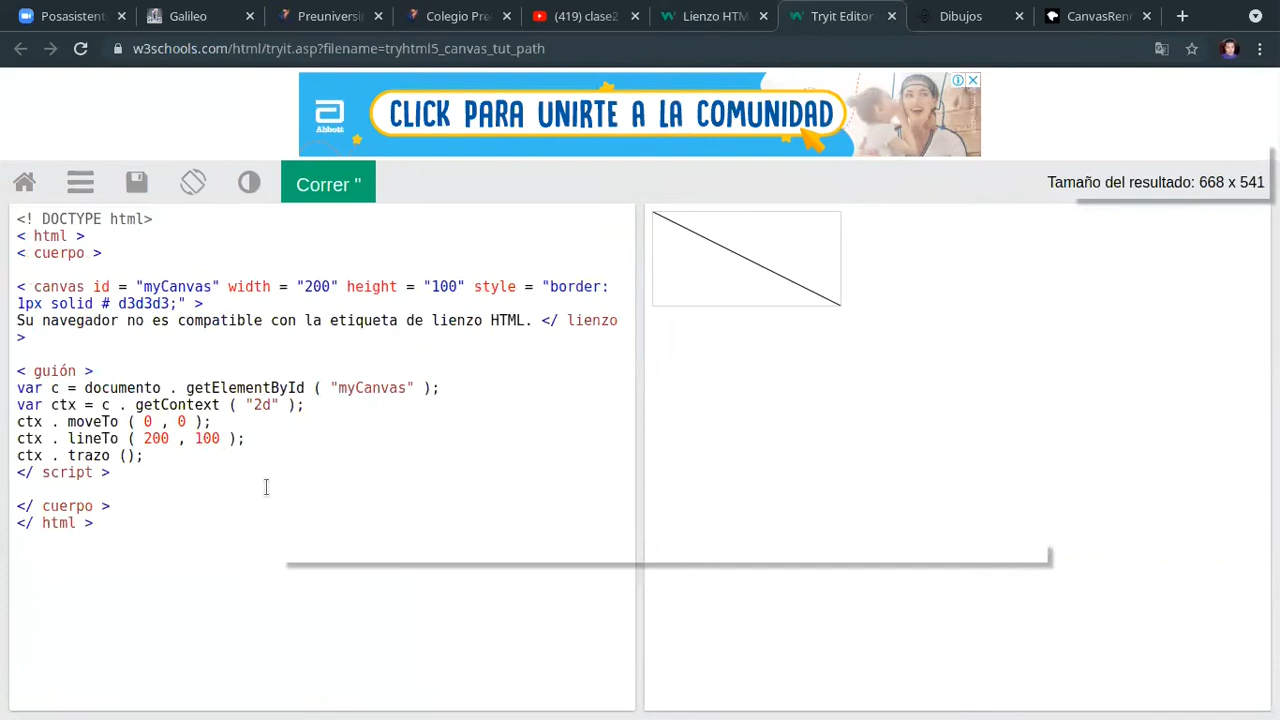 Posasistent
Galileo
Preuniversi
Colegio Pre
(419) clase2
Lienzo HTM
Tryit Editor
Dibujos
CanvasRen
w3schools.com/html/tryit.asp?filename=tryhtml5_canvas_tut_path
Abbott
CLICK PARA UNIRTE A LA COMUNIDAD
Correr "
Tamaño del resultado: 668 x 541
<! DOCTYPE html>
< html >
< cuerpo >
< canvas id = "myCanvas" width = "200" height = "100" style = "border:
1px solid # d3d3d3;" >
Su navegador no es compatible con la etiqueta de lienzo HTML. </ lienzo
>
< guión >
var c = documento . getElementById ( "myCanvas" );
var ctx = c . getContext ( "2d" );
ctx . moveTo ( 0 , 0 );
ctx . lineTo ( 200 , 100 );
ctx . trazo ();
</ script >
</ cuerpo >
</ html >